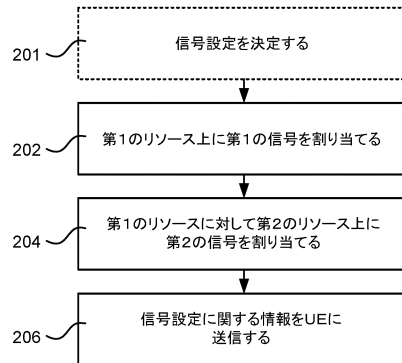 201
信号設定を決定する
202
第1のリソース上に第1の信号を割り当てる
204
第1のリソースに対して第2のリソース上に
第2の信号を割り当てる
206
信号設定に関する情報をUEに
送信する